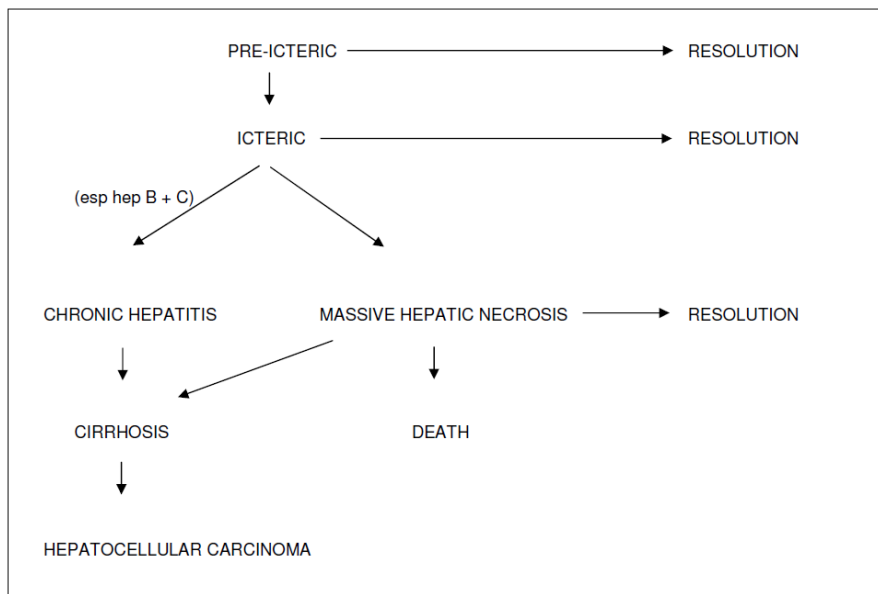 PRE-ICTERIC RESOLUTION
ICTERIC RESOLUTION
(esp hep B + C)
CHRONIC HEPATITIS MASSIVE HEPATIC NECROSIS RESOLUTION
CIRRHOSIS DEATH
HEPATOCELLULAR CARCINOMA